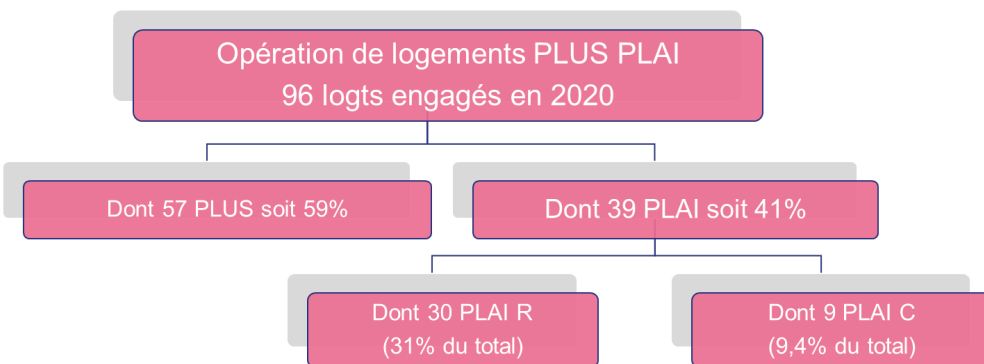 Opération de logements PLUS PLAI
96 logts engagés en 2020
Dont 57 PLUS soit 59%
Dont 39 PLAI soit 41%
Dont 30 PLAI R
(31% du total)
Dont 9 PLAI C
(9,4% du total)